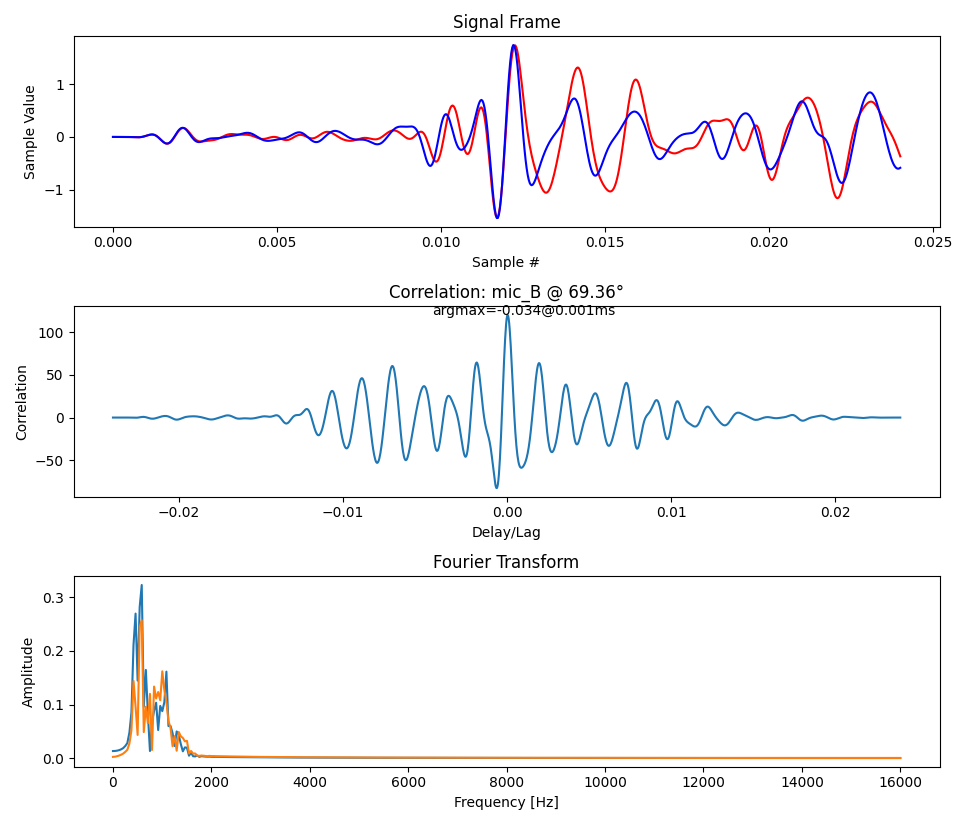 Signal Frame
Sample Value
1
0
−1
0.000 0.005 0.010 0.015 0.020 0.025
Sample #
Correlation: mic_B @ 69.36°
argmax=-0.034@0.001ms
Correlation
100
50
0
−50
−0.02 −0.01 0.00 0.01 0.02
Delay/Lag
Fourier Transform
Amplitude
0.3
0.2
0.1
0.0
0 2000 4000 6000 8000 10000 12000 14000 16000
Frequency [Hz]